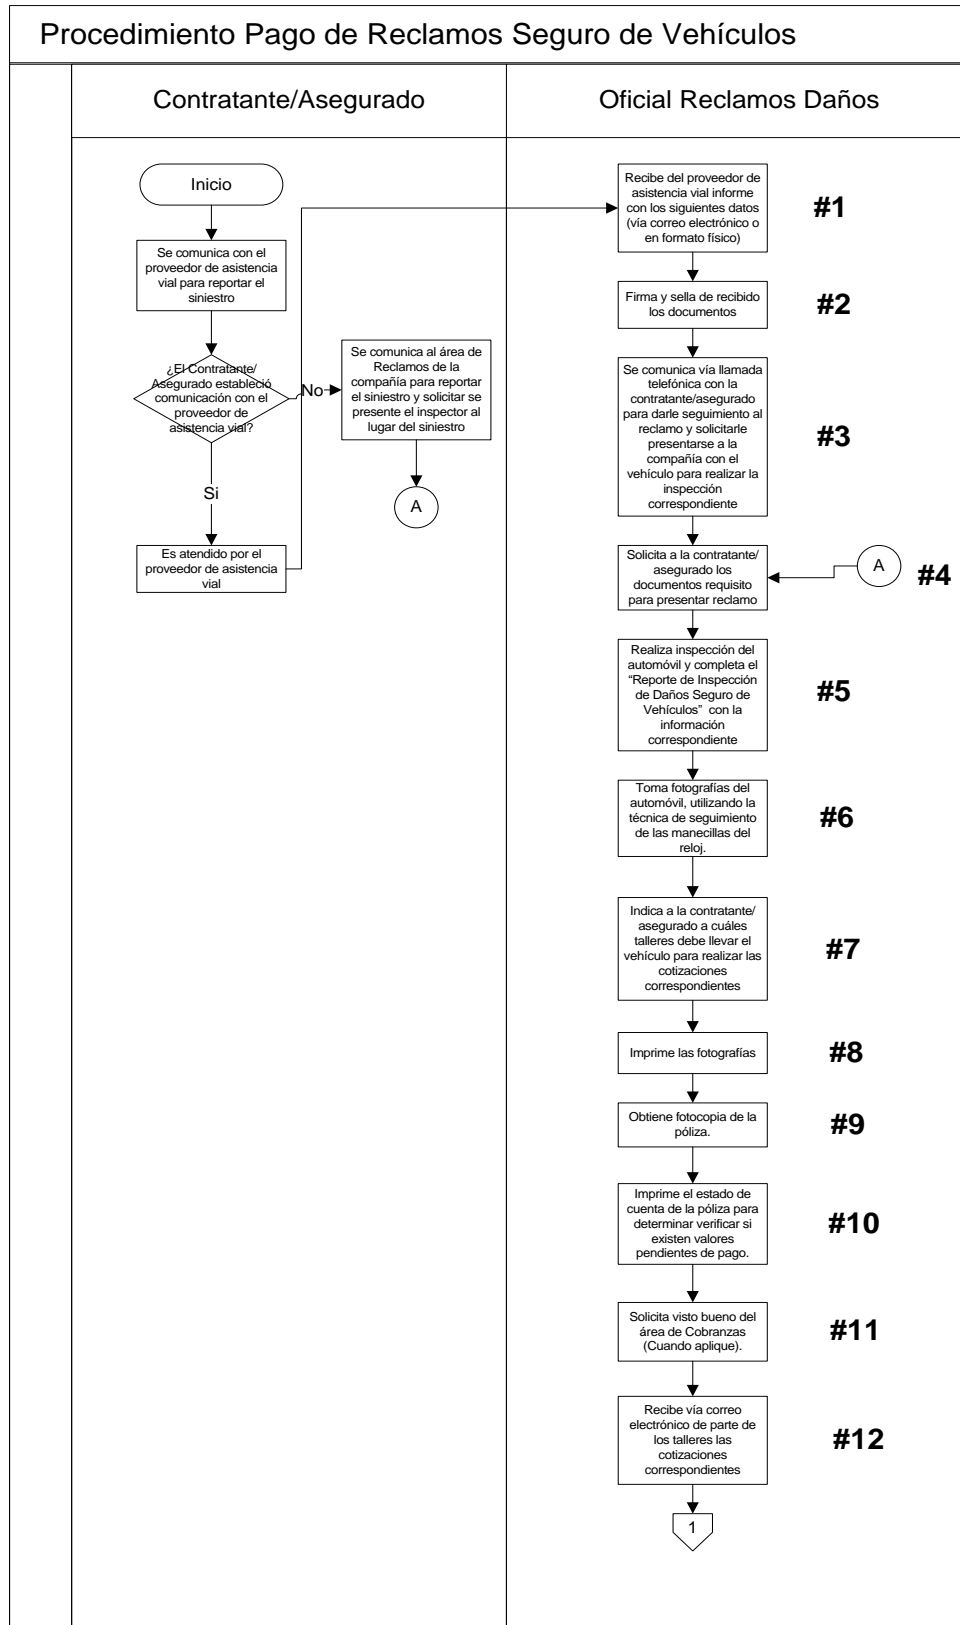 Procedimiento Pago de Reclamos Seguro de Vehículos
Contratante/Asegurado
Oficial Reclamos Daños
Inicio
Se comunica con el
proveedor de asistencia
vial para reportar el
siniestro
¿El Contratante/
Asegurado estableció
comunicación con el
proveedor de
asistencia vial?
No
Se comunica al área de
Reclamos de la
compañía para reportar
el siniestro y solicitar se
presente el inspector al
lugar del siniestro
A
Si
Es atendido por el
proveedor de asistencia
vial
Recibe del proveedor de
asistencia vial informe
con los siguientes datos
(vía correo electrónico o
en formato físico)
#1
Firma y sella de recibido
los documentos
#2
Se comunica vía llamada
telefónica con la
contratante/asegurado
para darle seguimiento al
reclamo y solicitarle
presentarse a la
compañía con el
vehículo para realizar la
inspección
correspondiente
#3
Solicita a la contratante/
asegurado los
documentos requisito
para presentar reclamo
A
#4
Realiza inspección del
automóvil y completa el
“Reporte de Inspección
de Daños Seguro de
Vehículos” con la
información
correspondiente
#5
Toma fotografías del
automóvil, utilizando la
técnica de seguimiento
de las manecillas del
reloj.
#6
Indica a la contratante/
asegurado a cuáles
talleres debe llevar el
vehículo para realizar las
cotizaciones
correspondientes
#7
Imprime las fotografías
#8
Obtiene fotocopia de la
póliza.
#9
Imprime el estado de
cuenta de la póliza para
determinar verificar si
existen valores
pendientes de pago.
#10
Solicita visto bueno del
área de Cobranzas
(Cuando aplique).
#11
Recibe vía correo
electrónico de parte de
los talleres las
cotizaciones
correspondientes
#12
1